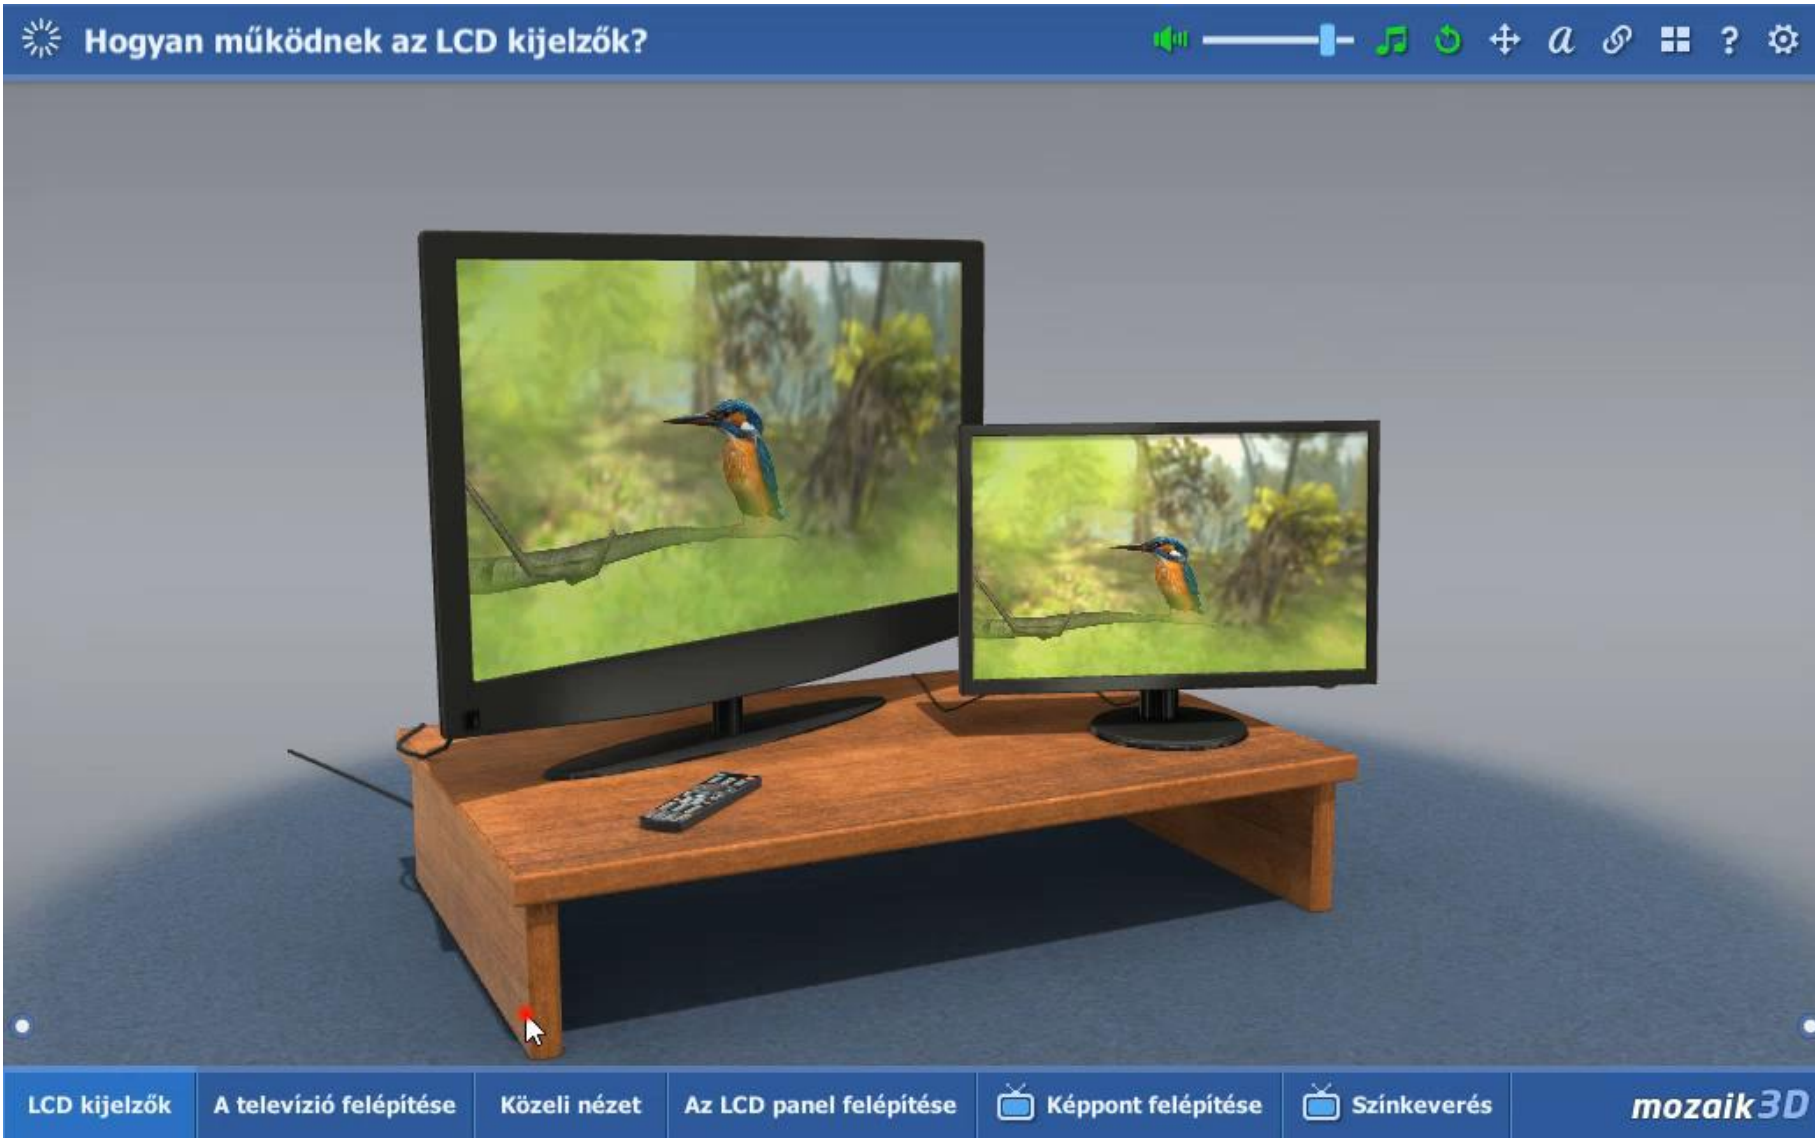 Hogyan működnek az LCD kijelzők?
LCD kijelzők
A televízió felépítése
Közeli nézet
Az LCD panel felépítése
Képpont felépítése
Színkeverés
mozaik3D